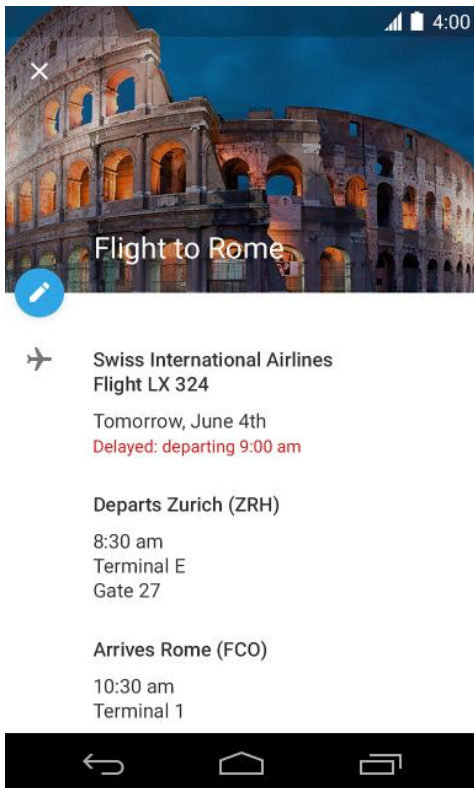 4:00
Flight to Rome
Swiss International Airlines
Flight LX 324
Tomorrow, June 4th
Delayed: departing 9:00 am
Departs Zurich (ZRH)
8:30 am
Terminal E
Gate 27
Arrives Rome (FCO)
10:30 am
Terminal 1